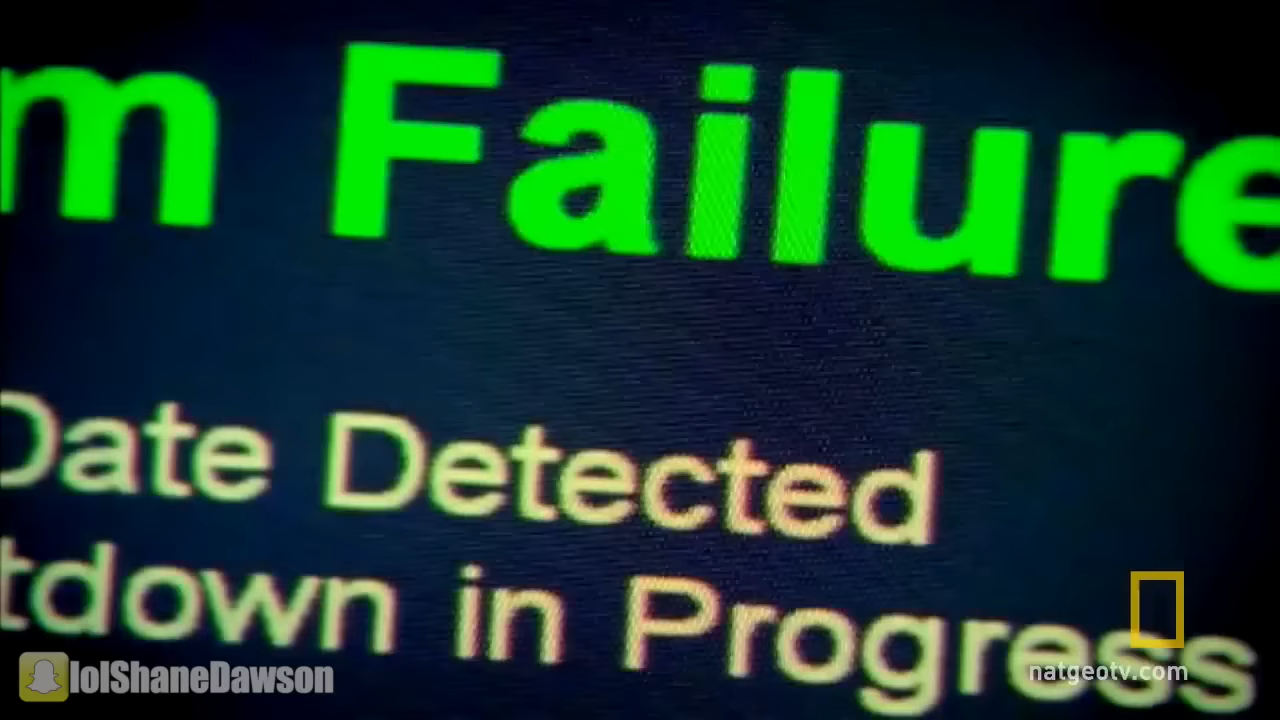 m Failure
Date Detected
tdown in Progress
lolShaneDawson
natgeotv.com